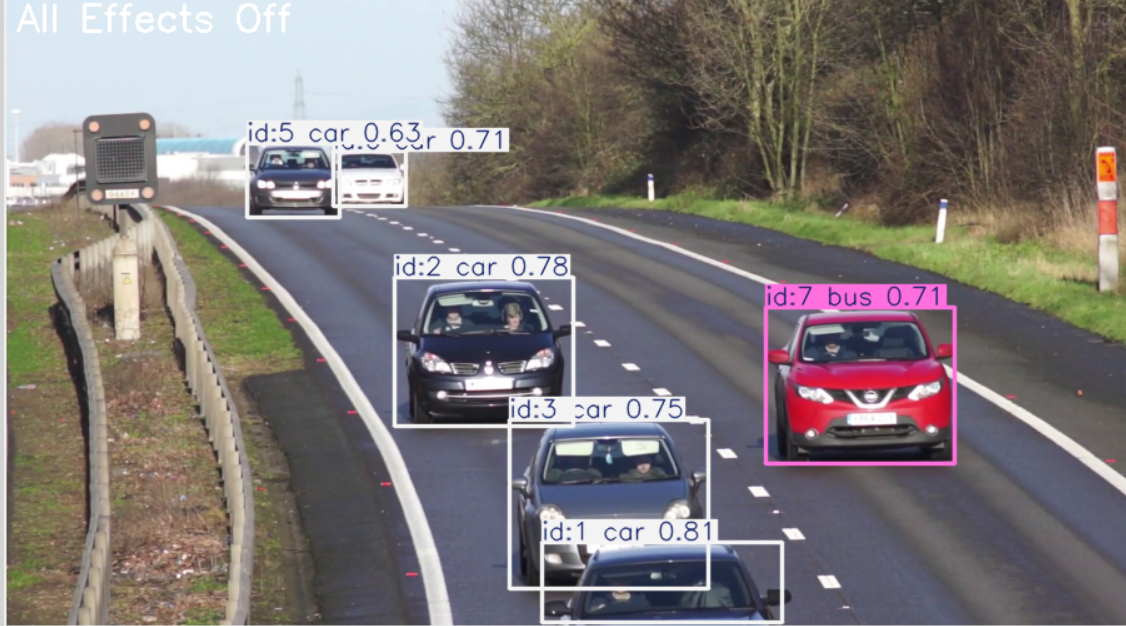 All Effects Off
id:5 car 0.63
car 0.71
id:2 car 0.78
id:7 bus 0.71
id:3 car 0.75
id:1 car 0.81